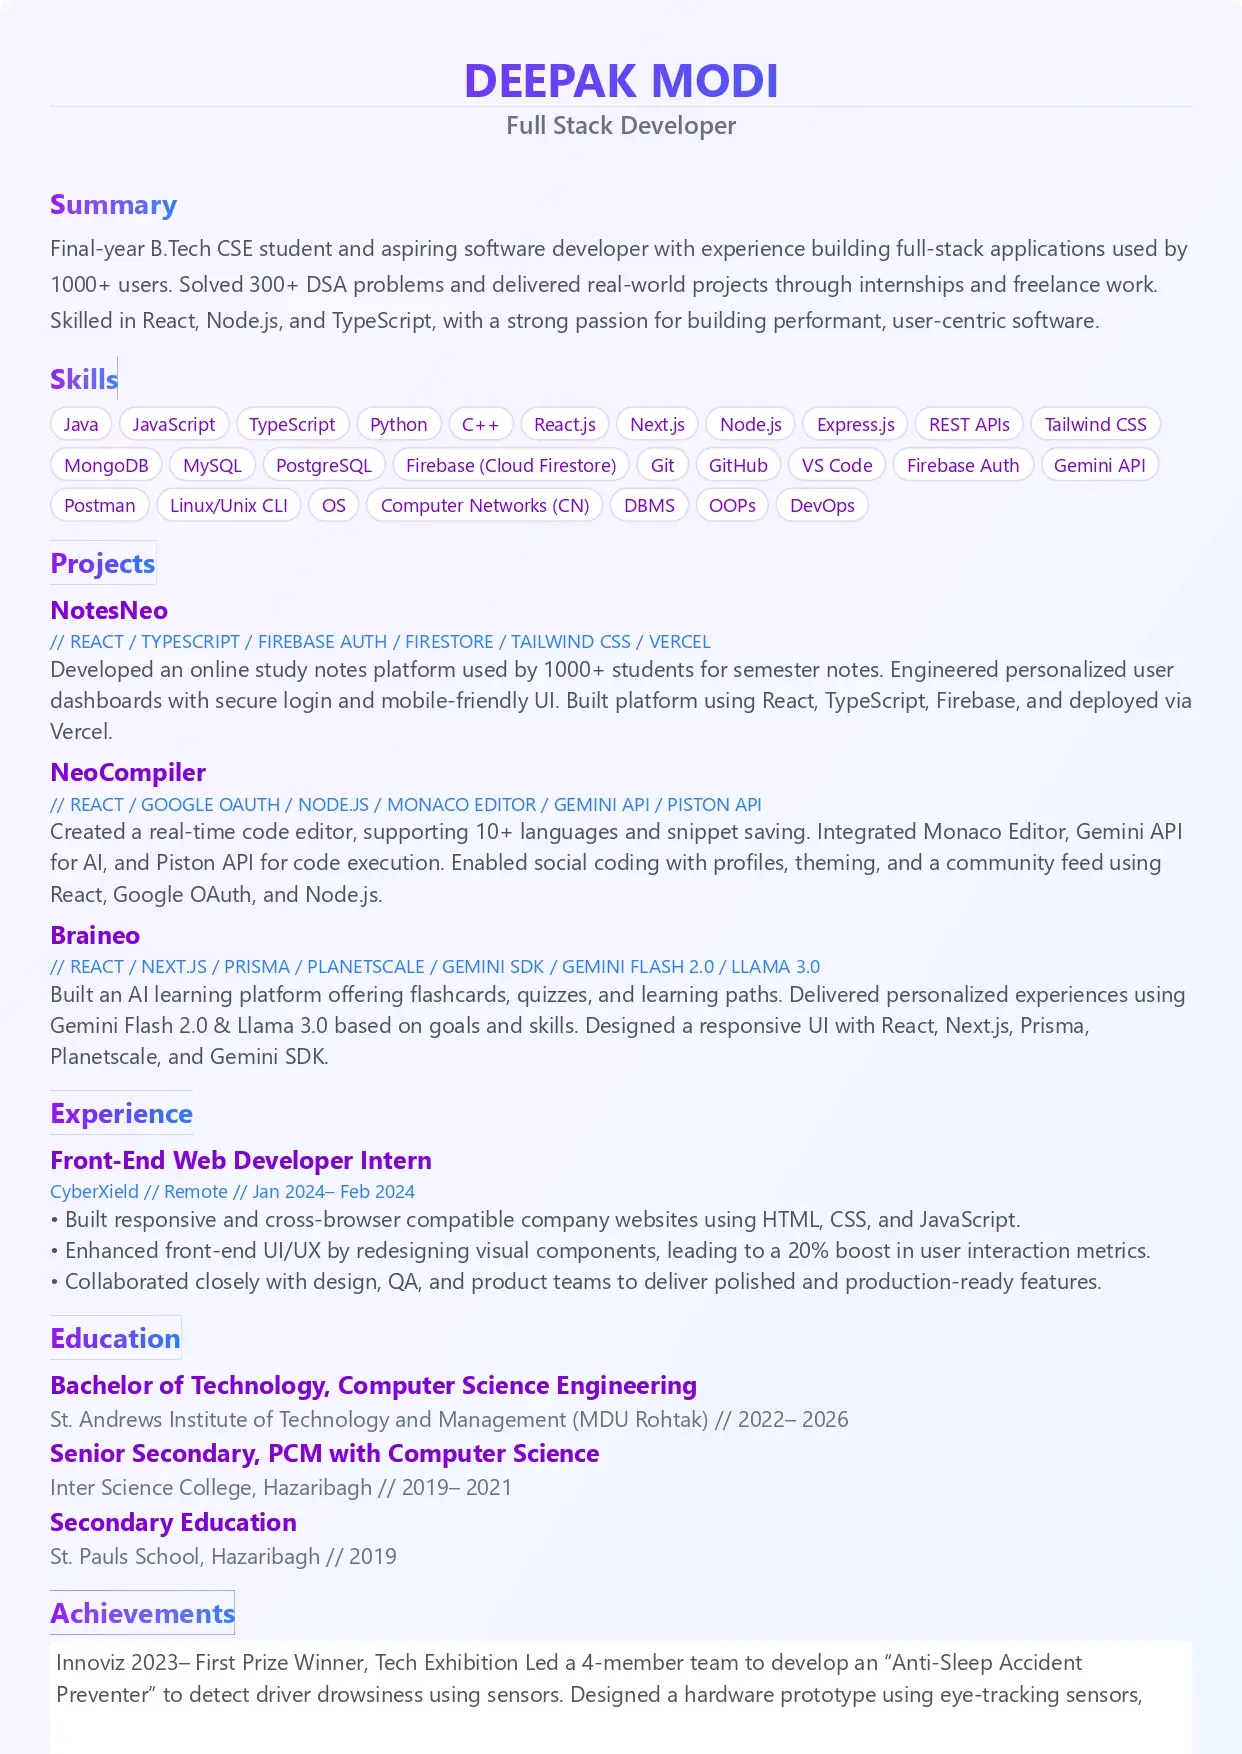 DEEPAK MODI
Full Stack Developer
Summary
Final-year B.Tech CSE student and aspiring software developer with experience building full-stack applications used by
1000+ users. Solved 300+ DSA problems and delivered real-world projects through internships and freelance work.
Skilled in React, Node.js, and TypeScript, with a strong passion for building performant, user-centric software.
Skills
Java JavaScript TypeScript Python C++ React.js Next.js Node.js Express.js REST APIs Tailwind CSS
MongoDB MySQL PostgreSQL Firebase (Cloud Firestore) Git GitHub VS Code Firebase Auth Gemini API
Postman Linux/Unix CLI OS Computer Networks (CN) DBMS OOPs DevOps
Projects
NotesNeo
// REACT / TYPESCRIPT / FIREBASE AUTH / FIRESTORE / TAILWIND CSS / VERCEL
Developed an online study notes platform used by 1000+ students for semester notes. Engineered personalized user
dashboards with secure login and mobile-friendly UI. Built platform using React, TypeScript, Firebase, and deployed via
Vercel.
NeoCompiler
// REACT / GOOGLE OAUTH / NODE.JS / MONACO EDITOR / GEMINI API / PISTON API
Created a real-time code editor, supporting 10+ languages and snippet saving. Integrated Monaco Editor, Gemini API
for AI, and Piston API for code execution. Enabled social coding with profiles, theming, and a community feed using
React, Google OAuth, and Node.js.
Braineo
// REACT / NEXT.JS / PRISMA / PLANETSCALE / GEMINI SDK / GEMINI FLASH 2.0 / LLAMA 3.0
Built an AI learning platform offering flashcards, quizzes, and learning paths. Delivered personalized experiences using
Gemini Flash 2.0 & Llama 3.0 based on goals and skills. Designed a responsive UI with React, Next.js, Prisma,
Planetscale, and Gemini SDK.
Experience
Front-End Web Developer Intern
CyberXield // Remote // Jan 2024– Feb 2024
• Built responsive and cross-browser compatible company websites using HTML, CSS, and JavaScript.
• Enhanced front-end UI/UX by redesigning visual components, leading to a 20% boost in user interaction metrics.
• Collaborated closely with design, QA, and product teams to deliver polished and production-ready features.
Education
Bachelor of Technology, Computer Science Engineering
St. Andrews Institute of Technology and Management (MDU Rohtak) // 2022– 2026
Senior Secondary, PCM with Computer Science
Inter Science College, Hazaribagh // 2019– 2021
Secondary Education
St. Pauls School, Hazaribagh // 2019
Achievements
Innoviz 2023– First Prize Winner, Tech Exhibition Led a 4-member team to develop an “Anti-Sleep Accident
Preventer” to detect driver drowsiness using sensors. Designed a hardware prototype using eye-tracking sensors,